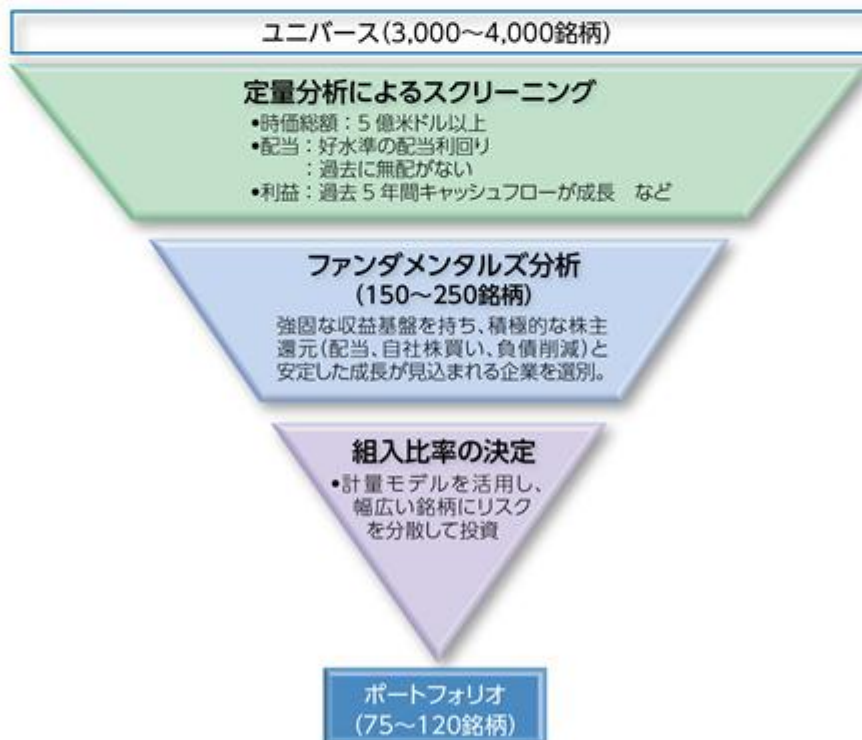 ユニバース(3,000～4,000銘柄)
定量分析によるスクリーニング
•時価総額：5億米ドル以上
•配当：好水準の配当利回り
：過去に無配がない
•利益：過去5年間キャッシュフローが成長　など
ファンダメンタルズ分析
(150～250銘柄)
強固な収益基盤を持ち、積極的な株主
還元(配当、自社株買い、負債削減)と
安定した成長が見込まれる企業を選別。
組入比率の決定
•計量モデルを活用し、
幅広い銘柄にリスク
を分散して投資
ポートフォリオ
(75～120銘柄)